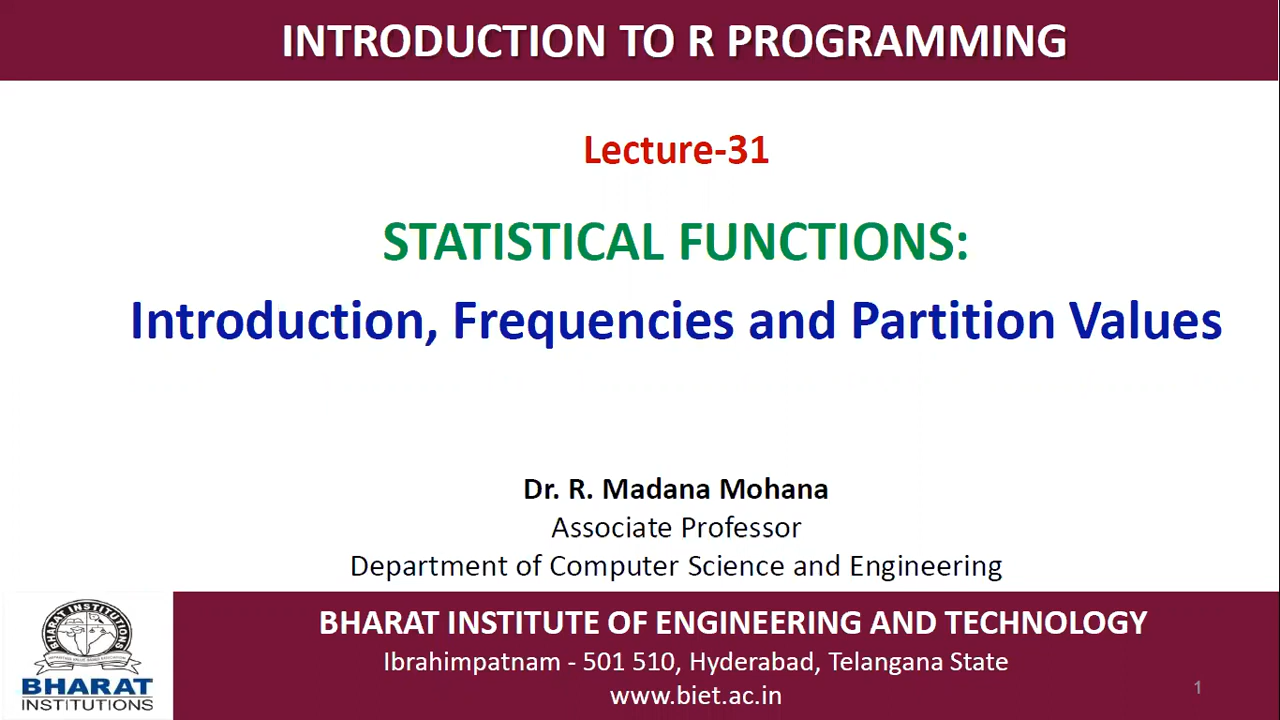 INTRODUCTION TO R PROGRAMMING
Lecture-31
STATISTICAL FUNCTIONS:
Introduction, Frequencies and Partition Values
Dr. R. Madana Mohana
Associate Professor
Department of Computer Science and Engineering
BHARAT INSTITUTE OF ENGINEERING AND TECHNOLOGY
Ibrahimpatnam - 501 510, Hyderabad, Telangana State
www.biet.ac.in
BHARAT INSTITUTIONS
BHARAT
INSTITUTIONS
1